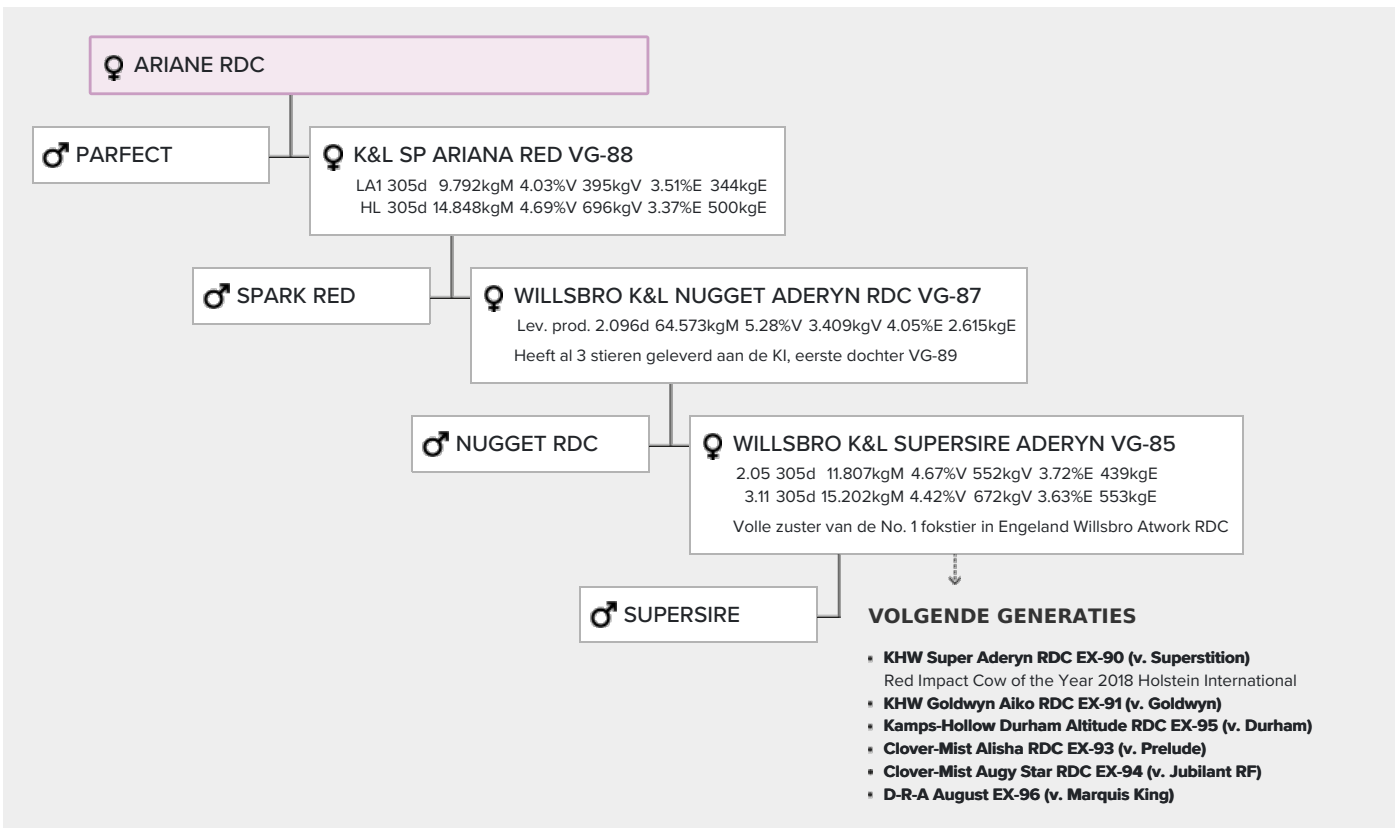 ARIANE RDC
PARFECT
K&L SP ARIANA RED VG-88
LA1 305d 9.792kgM 4.03%V 395kgV 3.51%E 344kgE
HL 305d 14.848kgM 4.69%V 696kgV 3.37%E 500kgE
SPARK RED
WILLSBRO K&L NUGGET ADERYN RDC VG-87
Lev. prod. 2.096d 64.573kgM 5.28%V 3.409kgV 4.05%E 2.615kgE
Heeft al 3 stieren geleverd aan de KI, eerste dochter VG-89
NUGGET RDC
WILLSBRO K&L SUPERSIRE ADERYN VG-85
2.05 305d 11.807kgM 4.67%V 552kgV 3.72%E 439kgE
3.11 305d 15.202kgM 4.42%V 672kgV 3.63%E 553kgE
Volle zuster van de No. 1 fokstier in Engeland Willsbro Atwork RDC
SUPERSIRE
VOLGENDE GENERATIES
KHW Super Aderyn RDC EX-90 (v. Superstition)
Red Impact Cow of the Year 2018 Holstein International
KHW Goldwyn Aiko RDC EX-91 (v. Goldwyn)
Kamps-Hollow Durham Altitude RDC EX-95 (v. Durham)
Clover-Mist Alisha RDC EX-93 (v. Prelude)
Clover-Mist Augy Star RDC EX-94 (v. Jubilant RF)
D-R-A August EX-96 (v. Marquis King)